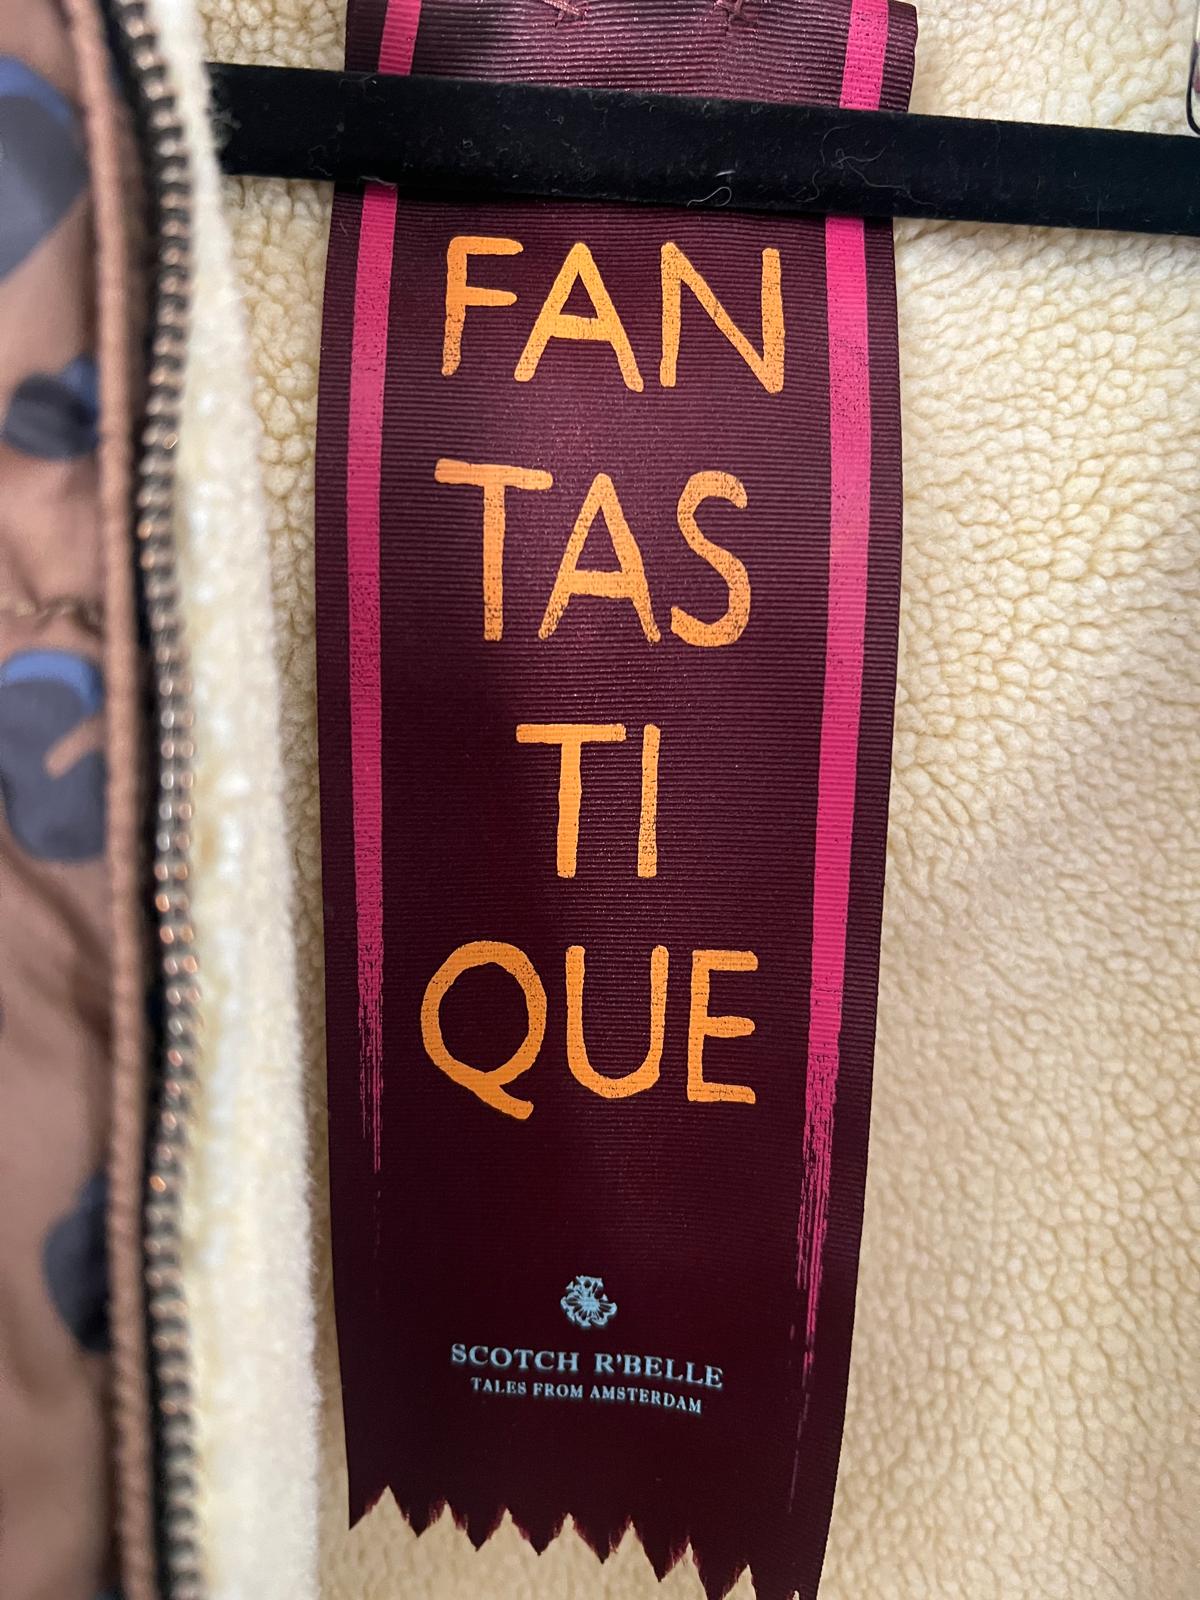 FAN
TAS
TI
QUE
SCOTCH R'BELLE
TALES FROM AMSTERDAM